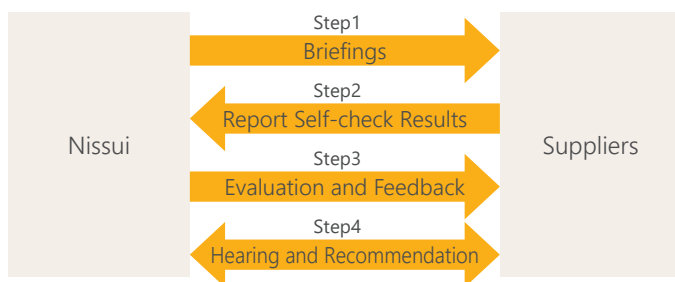 Step1
Briefings
Step2
Report Self-check Results
Nissui
Suppliers
Step3
Evaluation and Feedback
Step4
Hearing and Recommendation